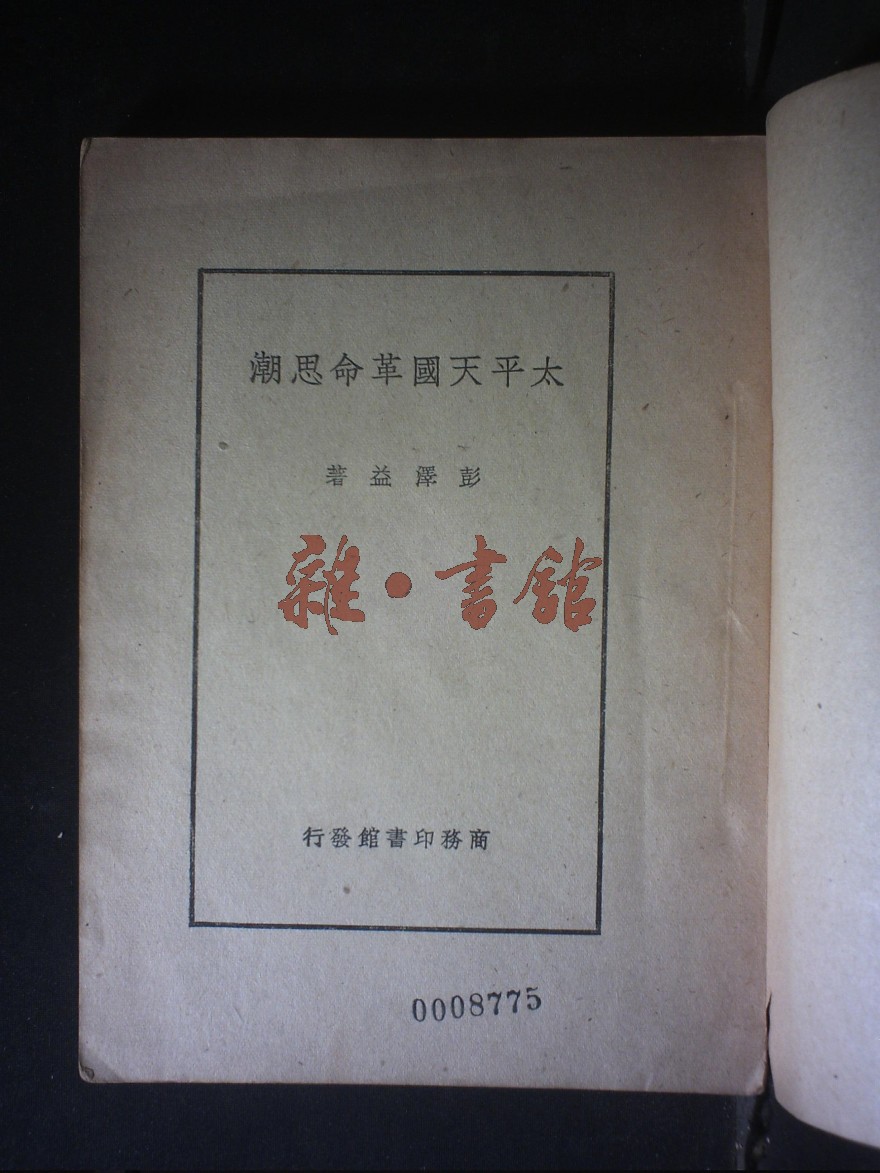 太平天國革命思潮
彭澤益著
雜·書館
商務印書館發行
0008775